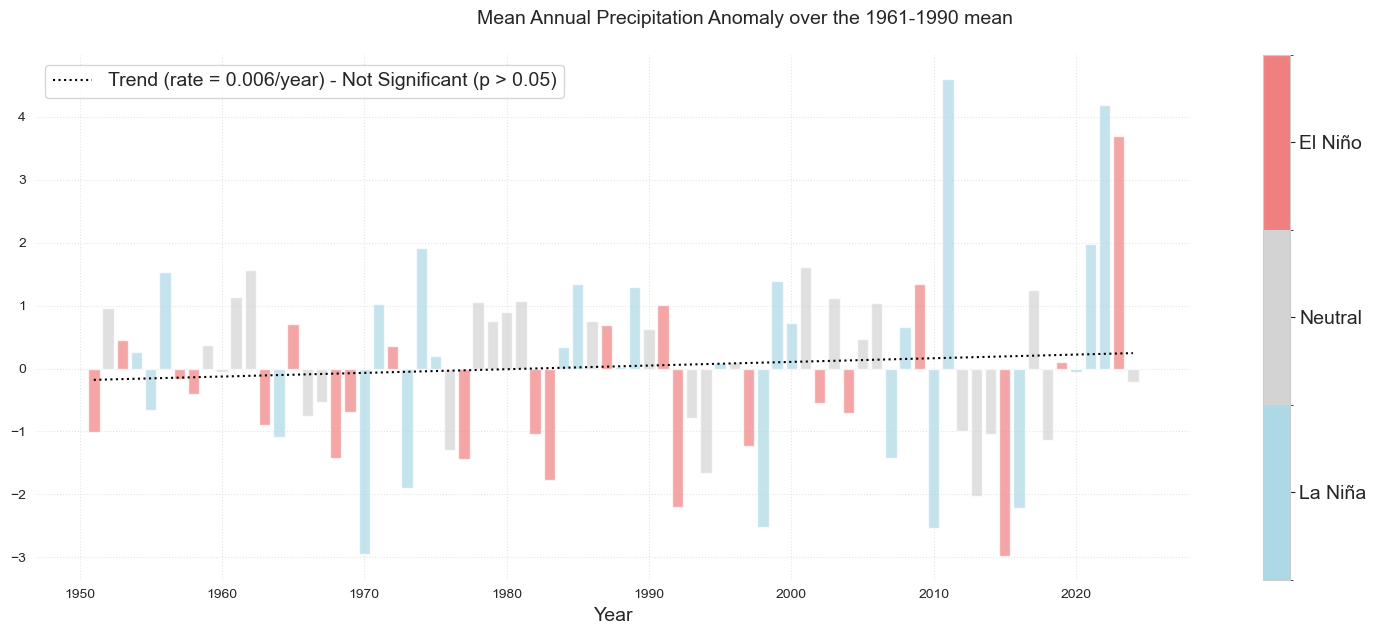 Mean Annual Precipitation Anomaly over the 1961-1990 mean
Trend (rate = 0.006/year) - Not Significant (p > 0.05)
4
3
2
1
0
−1
−2
−3
1950 1960 1970 1980 1990 2000 2010 2020
Year
El Niño
Neutral
La Niña